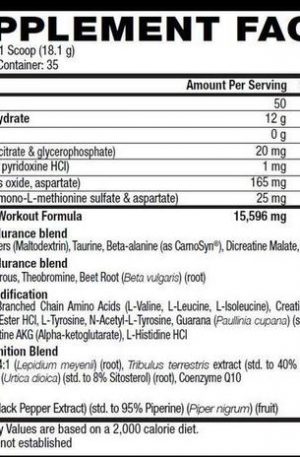 PPLEMENT FAC
1 Scoop (18.1 g)
Container: 35
Amount Per Serving
50
ydrate 12 g
0 g
citrate & glycerophosphate) 20 mg
pyridoxine HCl) 1 mg
s oxide, aspartate) 165 mg
mono-L-methionine sulfate & aspartate) 25 mg
Workout Formula 15,596 mg
durance blend
ers (Maltodextrin), Taurine, Beta-alanine (as CarnoSyn®), Dicreatine Malate,
durance blend
rous, Theobromine, Beet Root (Beta vulgaris) (root)
dification
Branched Chain Amino Acids (L-Valine, L-Leucine, L-Isoleucine), Creati
Ester HCl, L-Tyrosine, N-Acetyl-L-Tyrosine, Guarana (Paullinia cupana) (s
tine AKG (Alpha-ketoglutarate), L-Histidine HCl
nition Blend
4:1 (Lepidium meyenii) (root), Tribulus terrestris extract (std. to 40%
(Urtica dioica) (std. to 8% Sitosterol) (root), Coenzyme Q10
lack Pepper Extract) (std. to 95% Piperine) (Piper nigrum) (fruit)
y Values are based on a 2,000 calorie diet.
not established